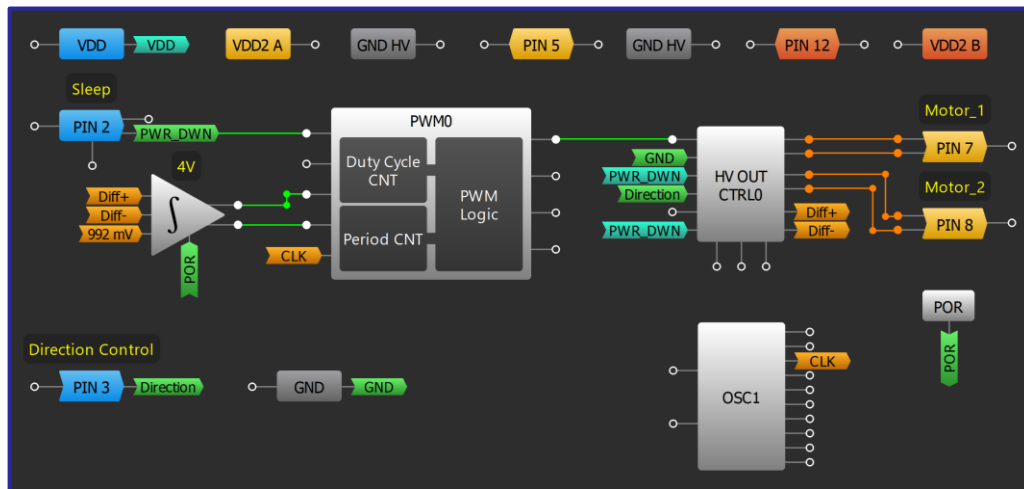 VDD
VDD
VDD2 A
GND HV
PIN 5
GND HV
PIN 12
VDD2 B
Sleep
PIN 2
PWR_DWN
4V
Diff+
Diff-
992 mV
∫
POR
PWM0
Duty Cycle
CNT
Period CNT
PWM
Logic
CLK
GND
PWR_DWN
Direction
PWR_DWN
HV OUT
CTRL0
Diff+
Diff-
Motor_1
PIN 7
Motor_2
PIN 8
POR
POR
Direction Control
PIN 3
Direction
GND
GND
OSC1
CLK